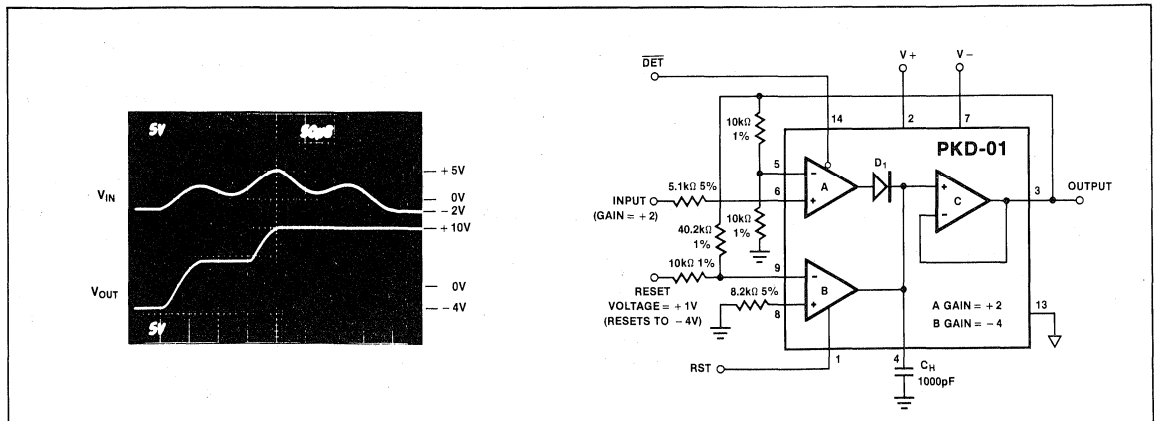 5V
50µs
V_IN
+5V
0V
−2V
+10V
V_OUT
0V
−4V
5V
DET
V+
V−
10kΩ
1%
14
2
7
PKD-01
5
A
D1
5.1kΩ 5%
INPUT
(GAIN = +2)
6
C
3
OUTPUT
40.2kΩ
1%
10kΩ
1%
10kΩ 1%
9
RESET
VOLTAGE = +1V
(RESETS TO −4V)
8.2kΩ 5%
8
B
A GAIN = +2
B GAIN = −4
13
RST
1
4
CH
1000pF